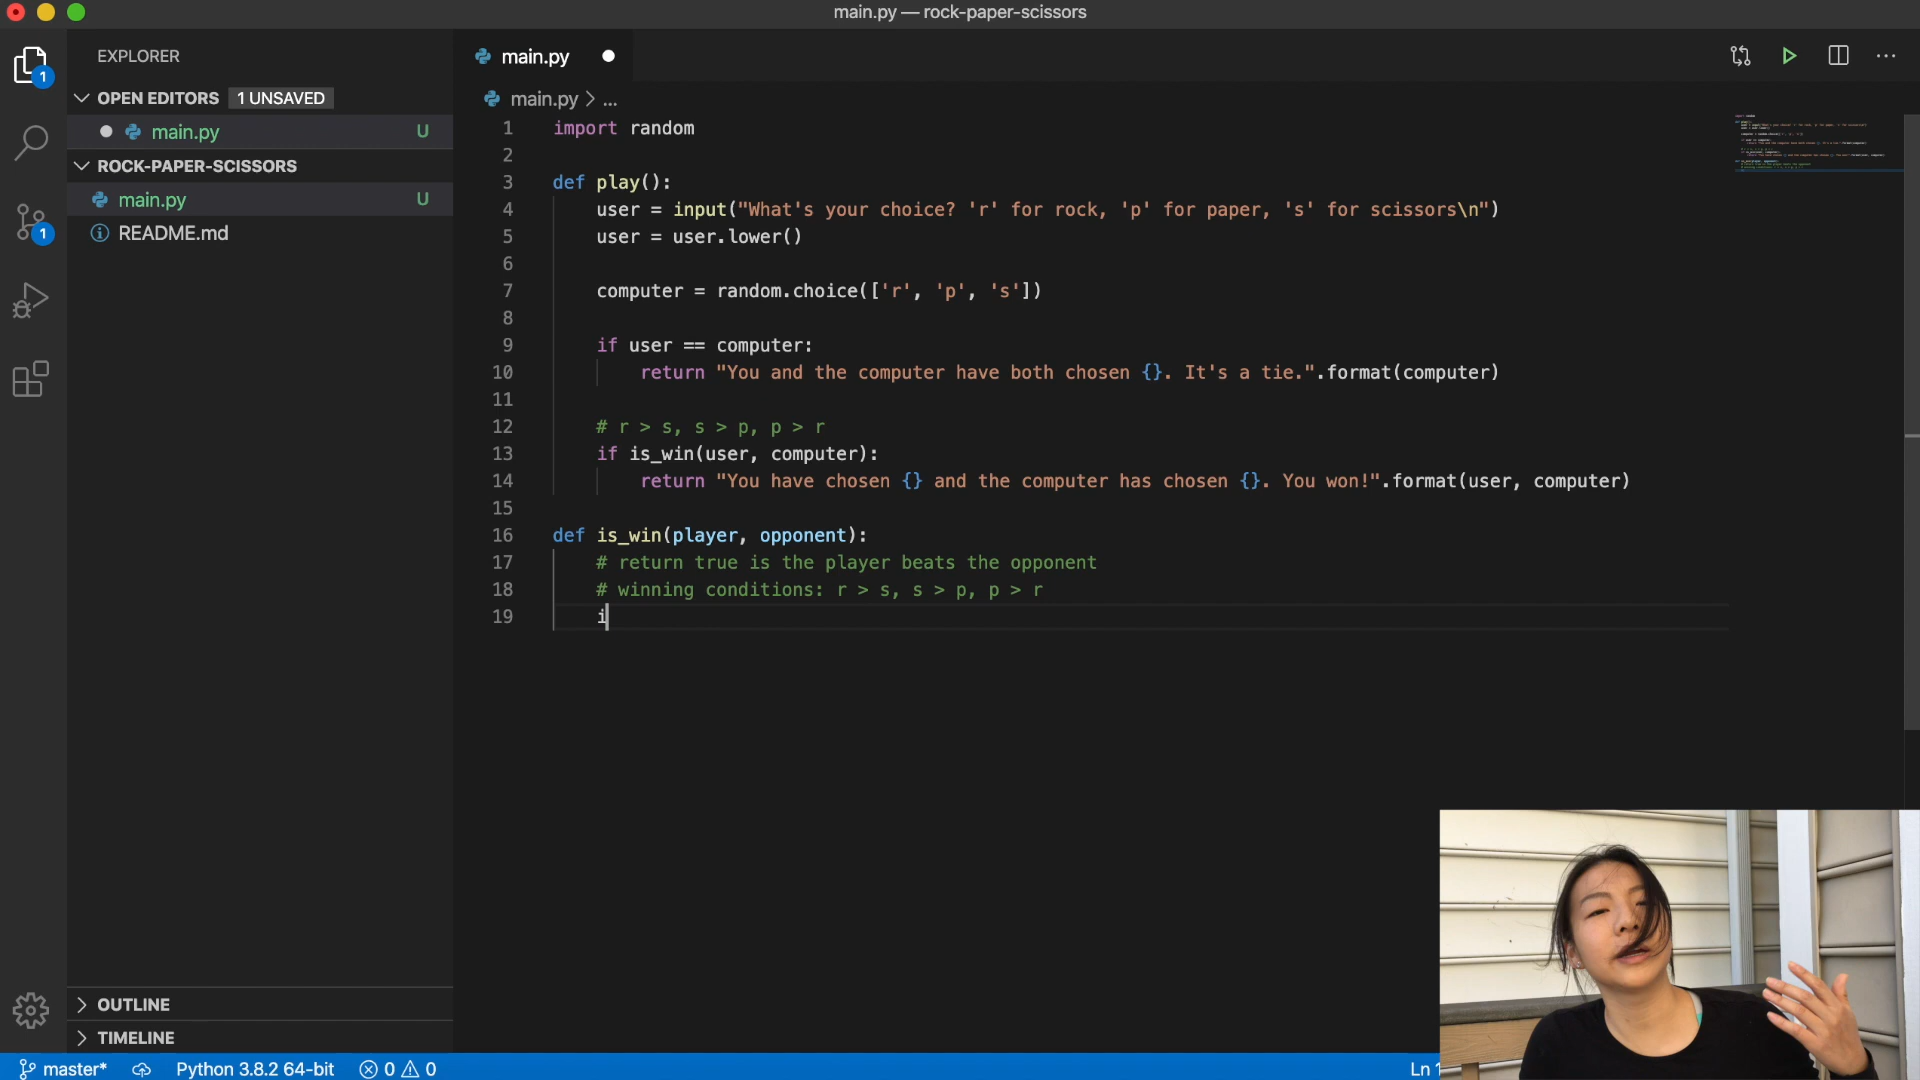 main.py — rock-paper-scissors
EXPLORER
OPEN EDITORS 1 UNSAVED
main.py U
ROCK-PAPER-SCISSORS
main.py U
README.md
OUTLINE
TIMELINE
1
1
main.py
main.py > ...
1 import random
2
3 def play():
4 user = input("What's your choice? 'r' for rock, 'p' for paper, 's' for scissors\n")
5 user = user.lower()
6
7 computer = random.choice(['r', 'p', 's'])
8
9 if user == computer:
10 return "You and the computer have both chosen {}. It's a tie.".format(computer)
11
12 # r > s, s > p, p > r
13 if is_win(user, computer):
14 return "You have chosen {} and the computer has chosen {}. You won!".format(user, computer)
15
16 def is_win(player, opponent):
17 # return true is the player beats the opponent
18 # winning conditions: r > s, s > p, p > r
19 i
master* Python 3.8.2 64-bit 0 0 Ln